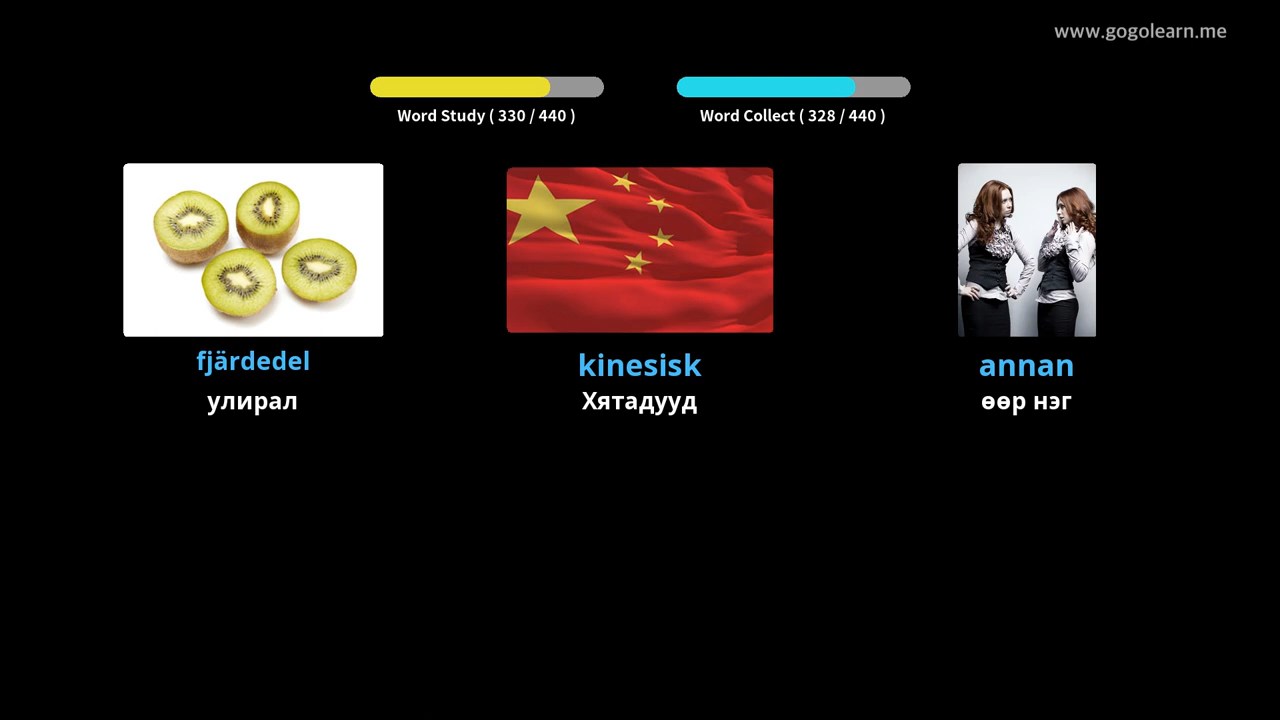 www.gogolearn.me
Word Study ( 330 / 440 )
Word Collect ( 328 / 440 )
fjärdedel
улирал
kinesisk
Хятадууд
annan
өөр нэг